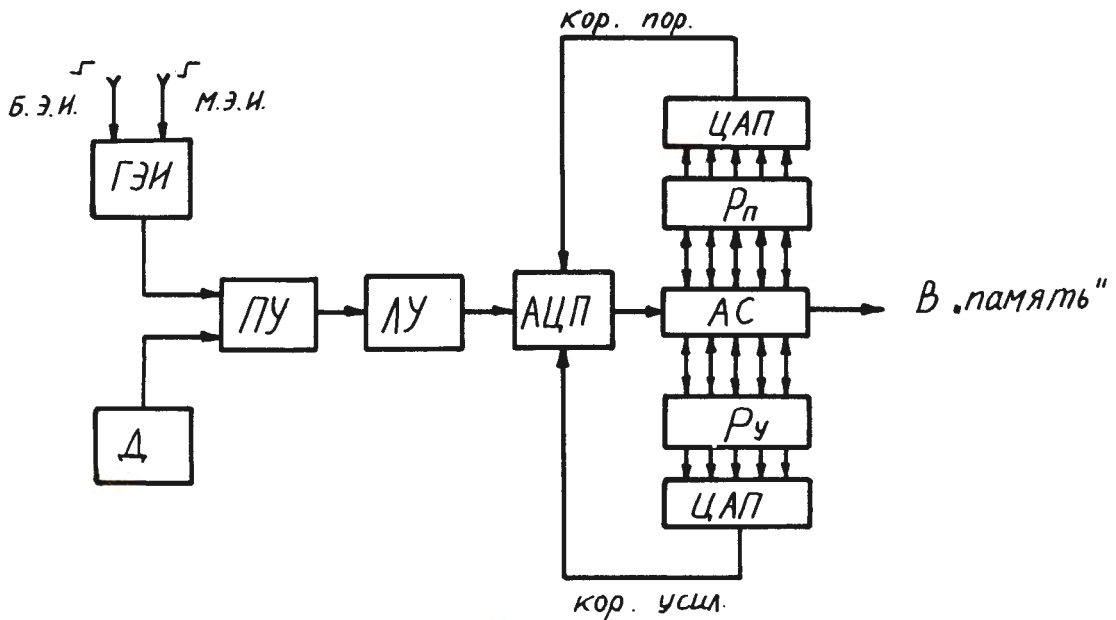 кор. пор.
Б.Э.И.
М.Э.И.
ЦАП
ГЭИ
Рп
ПУ
ЛУ
АЦП
АС
В „память"
Д
Ру
ЦАП
кор. усил.